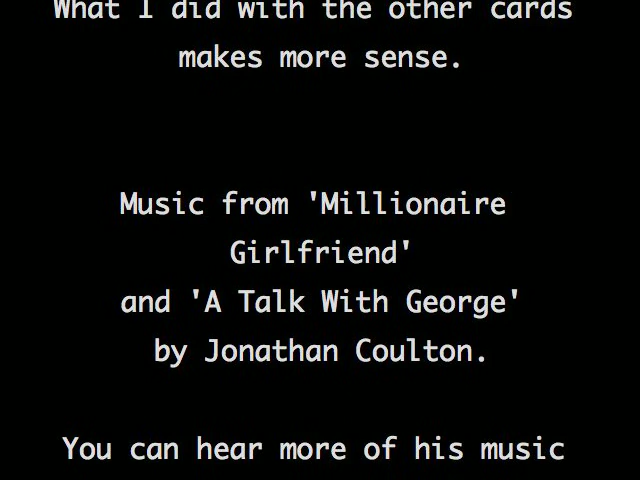 What I did with the other cards
makes more sense.
Music from 'Millionaire
Girlfriend'
and 'A Talk With George'
by Jonathan Coulton.
You can hear more of his music